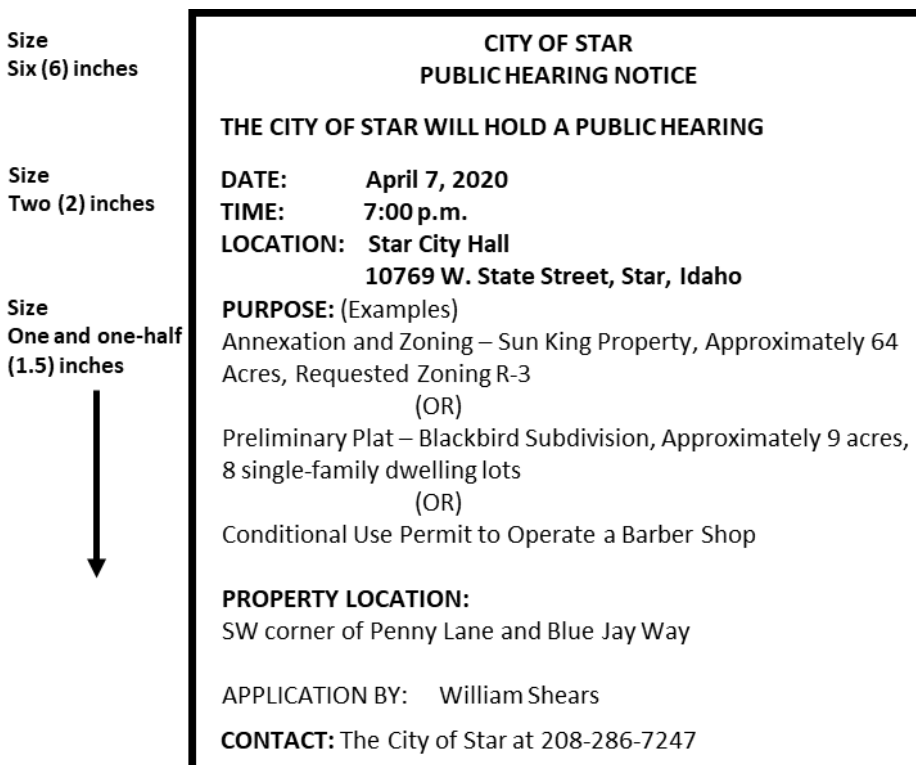 Size
Six (6) inches
CITY OF STAR
PUBLIC HEARING NOTICE
THE CITY OF STAR WILL HOLD A PUBLIC HEARING
Size
Two (2) inches
DATE: April 7, 2020
TIME: 7:00 p.m.
LOCATION: Star City Hall
10769 W. State Street, Star, Idaho
Size
One and one-half
(1.5) inches
PURPOSE: (Examples)
Annexation and Zoning – Sun King Property, Approximately 64
Acres, Requested Zoning R-3
(OR)
Preliminary Plat – Blackbird Subdivision, Approximately 9 acres,
8 single-family dwelling lots
(OR)
Conditional Use Permit to Operate a Barber Shop
PROPERTY LOCATION:
SW corner of Penny Lane and Blue Jay Way
APPLICATION BY: William Shears
CONTACT: The City of Star at 208-286-7247